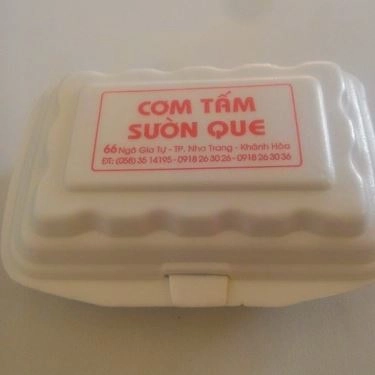 CƠM TẤM
SƯỜN QUE
66 Ngô Gia Tự - TP. Nha Trang - Khánh Hòa
ĐT: (058) 35 14195 - 0918 26 30 26 - 0918 26 30 36